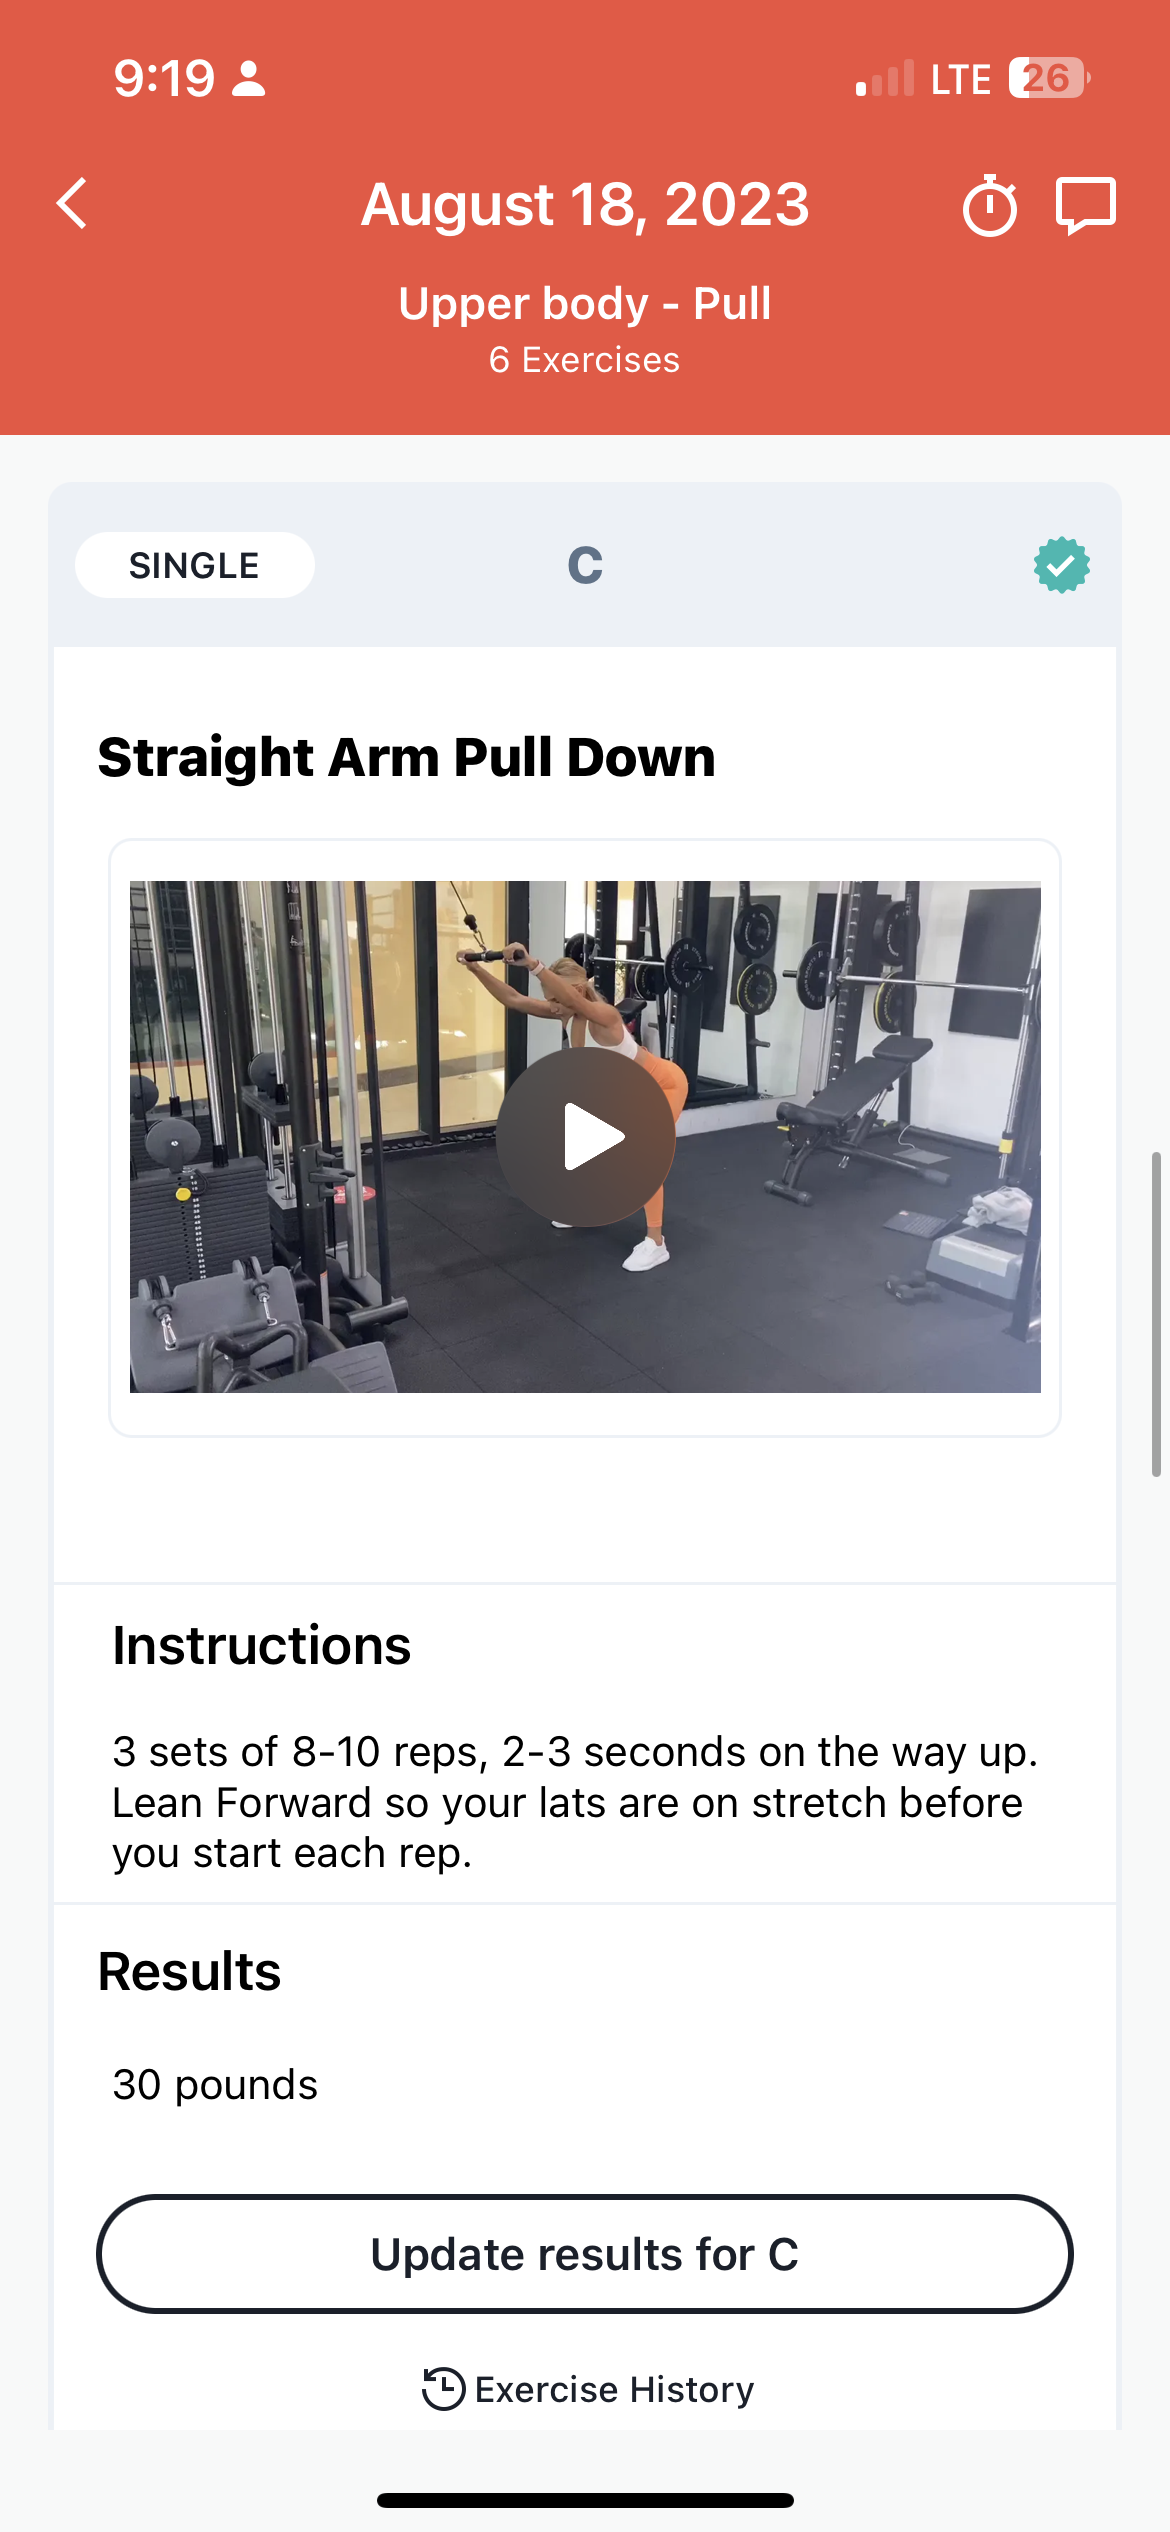 9:19
LTE
26
August 18, 2023
Upper body - Pull
6 Exercises
SINGLE
C
Straight Arm Pull Down
Instructions
3 sets of 8-10 reps, 2-3 seconds on the way up.
Lean Forward so your lats are on stretch before
you start each rep.
Results
30 pounds
Update results for C
Exercise History